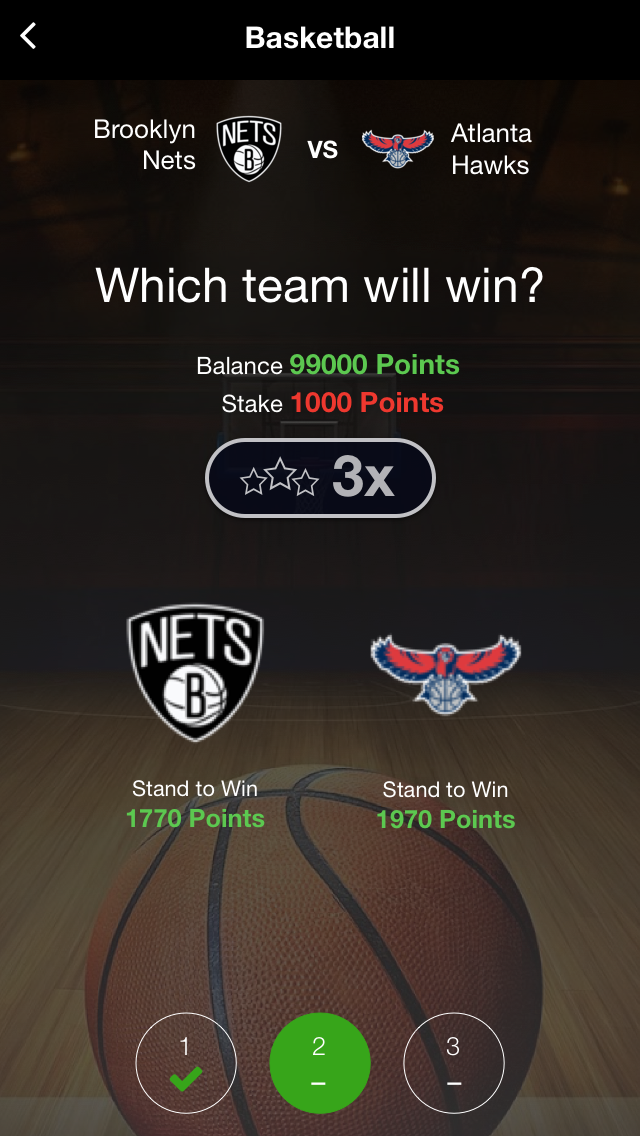 Basketball
Brooklyn Nets
NETS
B
vs
Atlanta Hawks
Which team will win?
Balance 99000 Points
Stake 1000 Points
3x
NETS
B
Stand to Win
1770 Points
Stand to Win
1970 Points
1
2
–
3
–